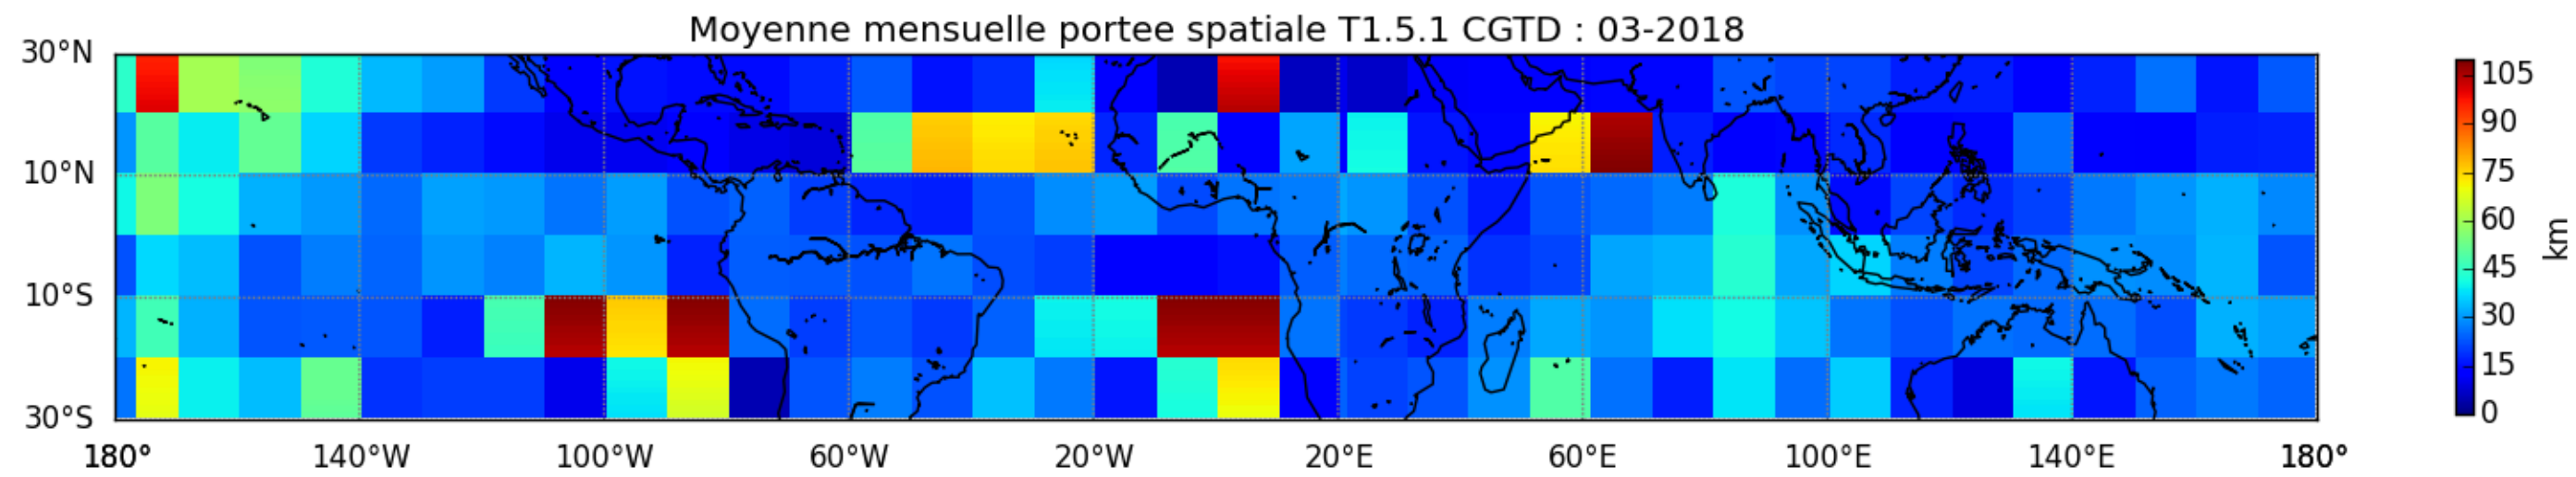 Moyenne mensuelle portee spatiale T1.5.1 CGTD : 03-2018
30°N
10°N
10°S
30°S
180° 140°W 100°W 60°W 20°W 20°E 60°E 100°E 140°E 180°
105
90
75
60
45
30
15
0
km